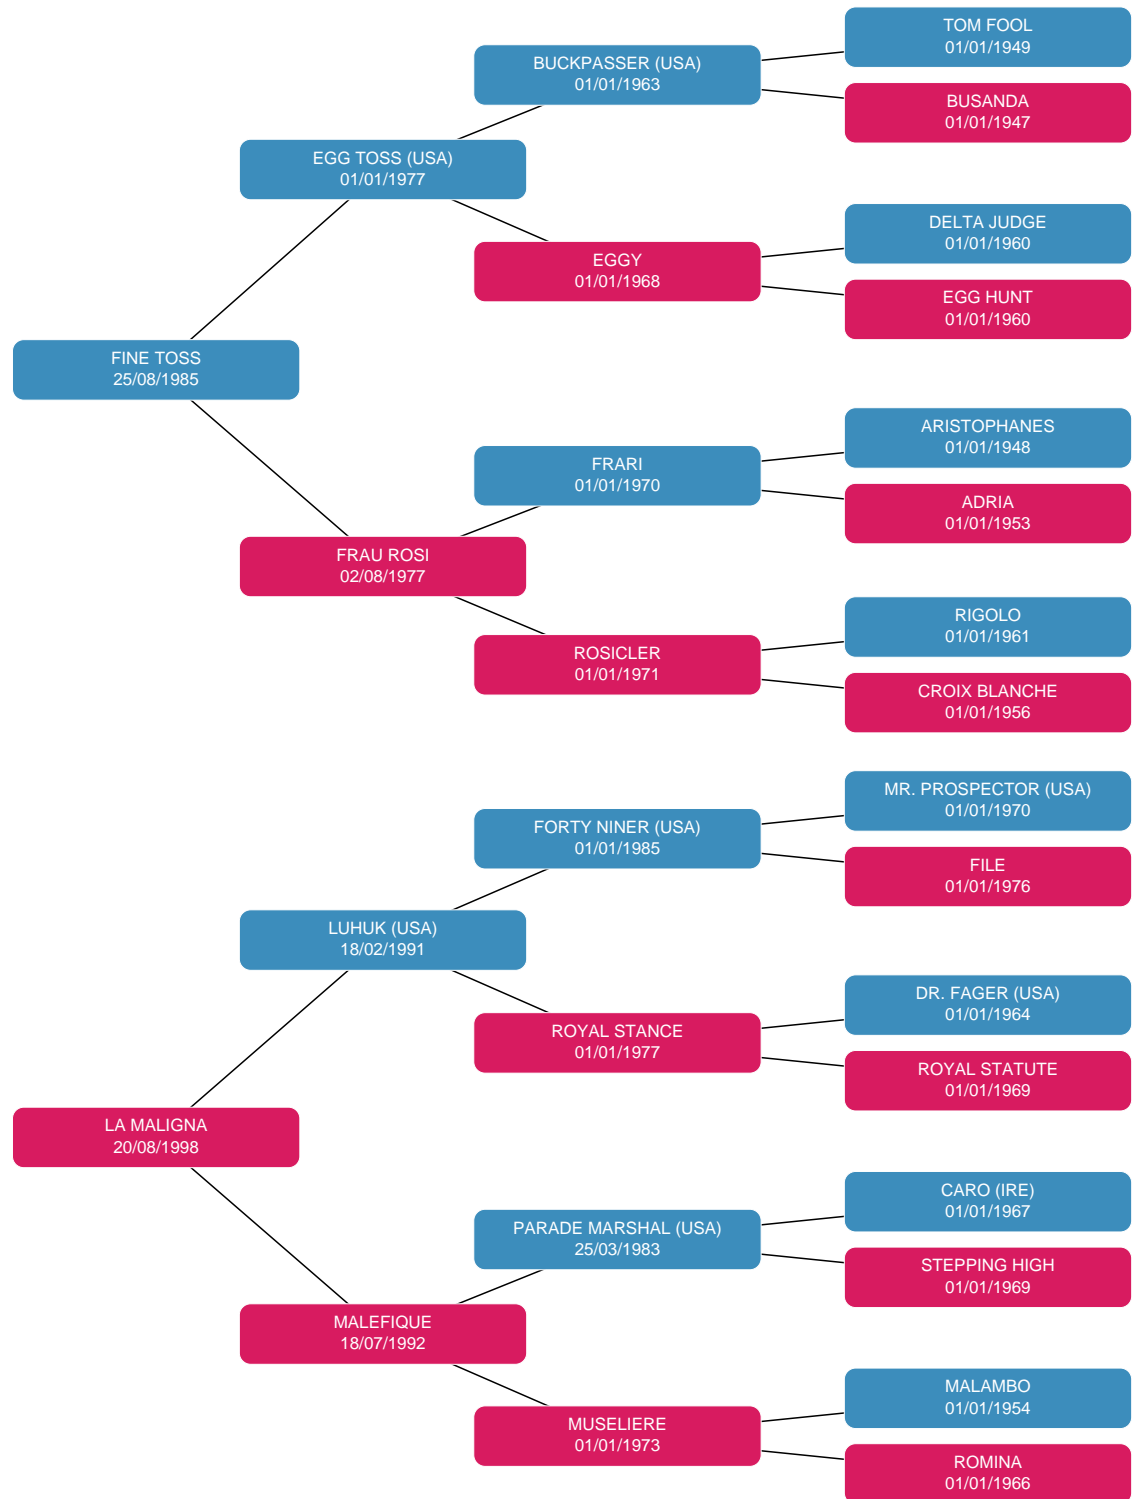 TOM FOOL
01/01/1949
BUCKPASSER (USA)
01/01/1963
BUSANDA
01/01/1947
EGG TOSS (USA)
01/01/1977
DELTA JUDGE
01/01/1960
EGGY
01/01/1968
EGG HUNT
01/01/1960
FINE TOSS
25/08/1985
ARISTOPHANES
01/01/1948
FRARI
01/01/1970
ADRIA
01/01/1953
FRAU ROSI
02/08/1977
RIGOLO
01/01/1961
ROSICLER
01/01/1971
CROIX BLANCHE
01/01/1956
MR. PROSPECTOR (USA)
01/01/1970
FORTY NINER (USA)
01/01/1985
FILE
01/01/1976
LUHUK (USA)
18/02/1991
DR. FAGER (USA)
01/01/1964
ROYAL STANCE
01/01/1977
ROYAL STATUTE
01/01/1969
LA MALIGNA
20/08/1998
CARO (IRE)
01/01/1967
PARADE MARSHAL (USA)
25/03/1983
STEPPING HIGH
01/01/1969
MALEFIQUE
18/07/1992
MALAMBO
01/01/1954
MUSELIERE
01/01/1973
ROMINA
01/01/1966